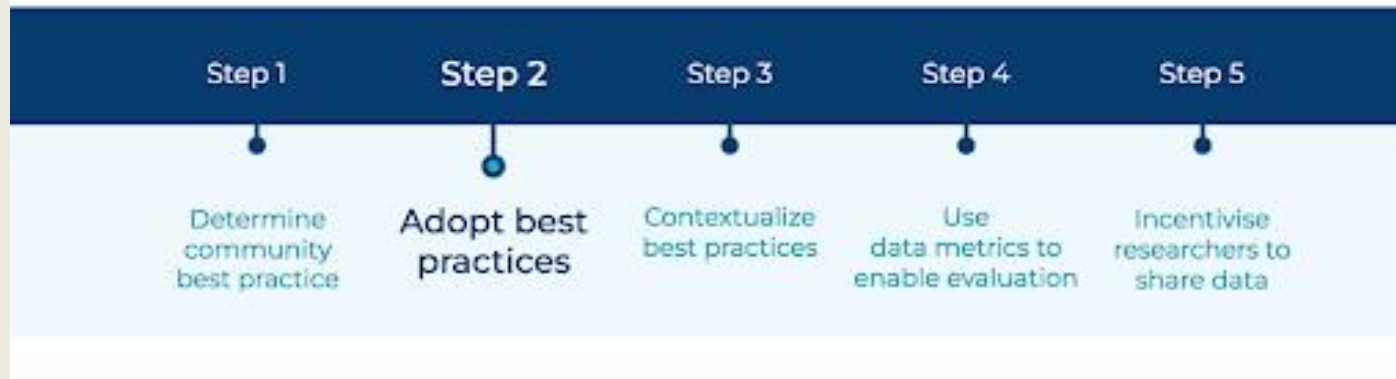 Step 1
Step 2
Step 3
Step 4
Step 5
Determine
community
best practice
Adopt best
practices
Contextualize
best practices
Use
data metrics to
enable evaluation
Incentivise
researchers to
share data